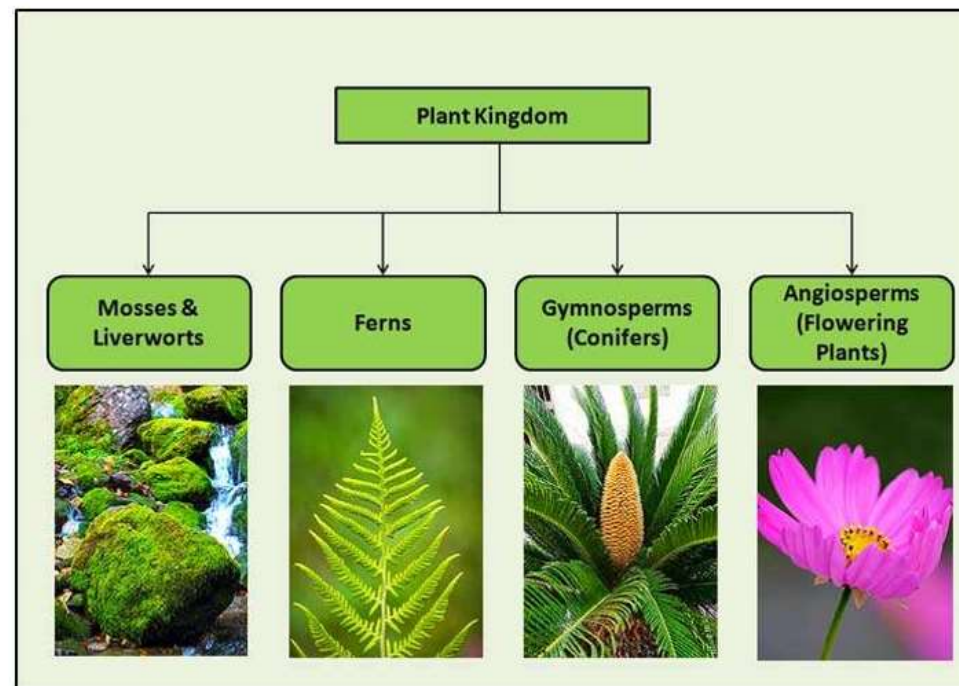 Plant Kingdom
Mosses &
Liverworts
Ferns
Gymnosperms
(Conifers)
Angiosperms
(Flowering
Plants)